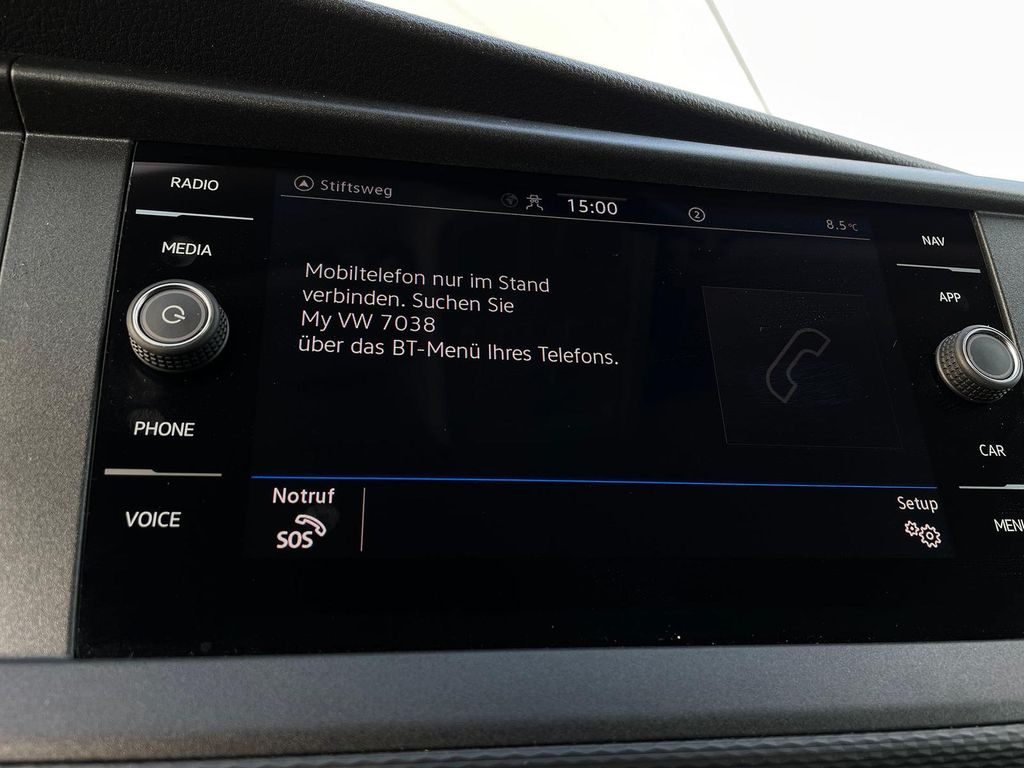 RADIO
MEDIA
PHONE
VOICE
Stiftsweg
15:00
2
8.5°C
Mobiltelefon nur im Stand
verbinden. Suchen Sie
My VW 7038
über das BT-Menü Ihres Telefons.
Notruf
SOS
Setup
NAV
APP
CAR
MENU